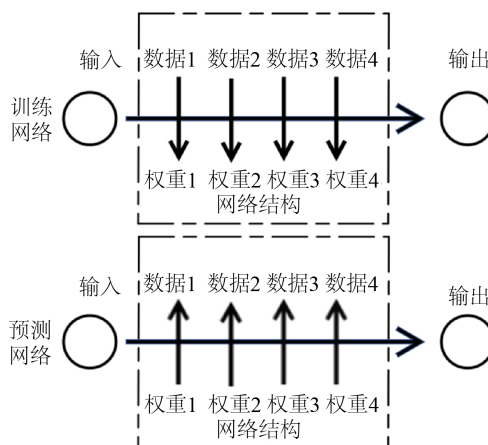 输入 数据1 数据2 数据3 数据4 输出
训练
网络
权重1 权重2 权重3 权重4
网络结构
输入 数据1 数据2 数据3 数据4 输出
预测
网络
权重1 权重2 权重3 权重4
网络结构